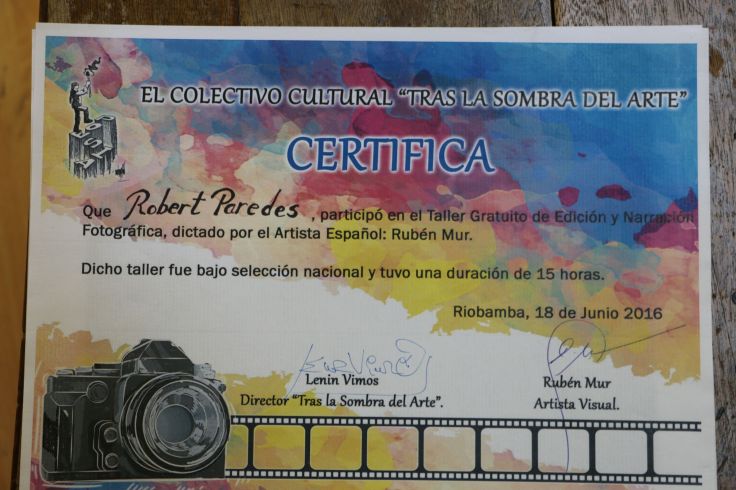 EL COLECTIVO CULTURAL “TRAS LA SOMBRA DEL ARTE”
CERTIFICA
Que Robert Paredes , participó en el Taller Gratuito de Edición y Narración
Fotográfica, dictado por el Artista Español: Rubén Mur.
Dicho taller fue bajo selección nacional y tuvo una duración de 15 horas.
Riobamba, 18 de Junio 2016
Lenin Vimos
Director “Tras la Sombra del Arte”.
Rubén Mur
Artista Visual.